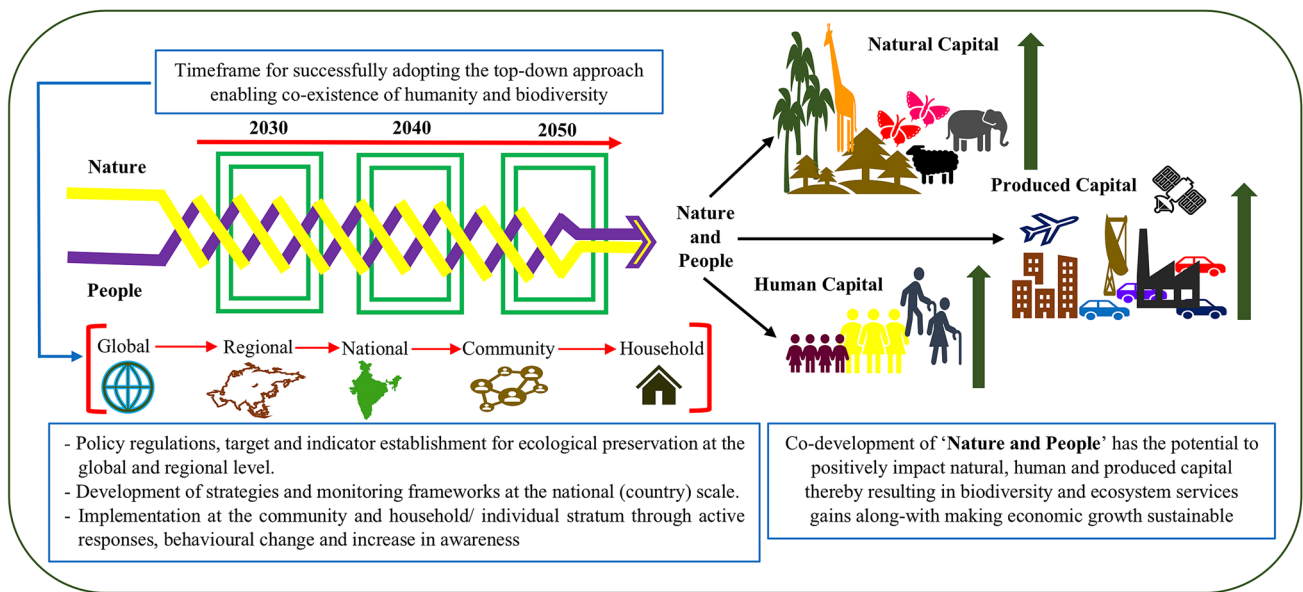 Timeframe for successfully adopting the top-down approach
enabling co-existence of humanity and biodiversity
2030 2040 2050
Nature
People
Global Regional National Community Household
- Policy regulations, target and indicator establishment for ecological preservation at the
global and regional level.
- Development of strategies and monitoring frameworks at the national (country) scale.
- Implementation at the community and household/ individual stratum through active
responses, behavioural change and increase in awareness
Nature
and
People
Natural Capital
Produced Capital
Human Capital
Co-development of ‘Nature and People’ has the potential to
positively impact natural, human and produced capital
thereby resulting in biodiversity and ecosystem services
gains along-with making economic growth sustainable